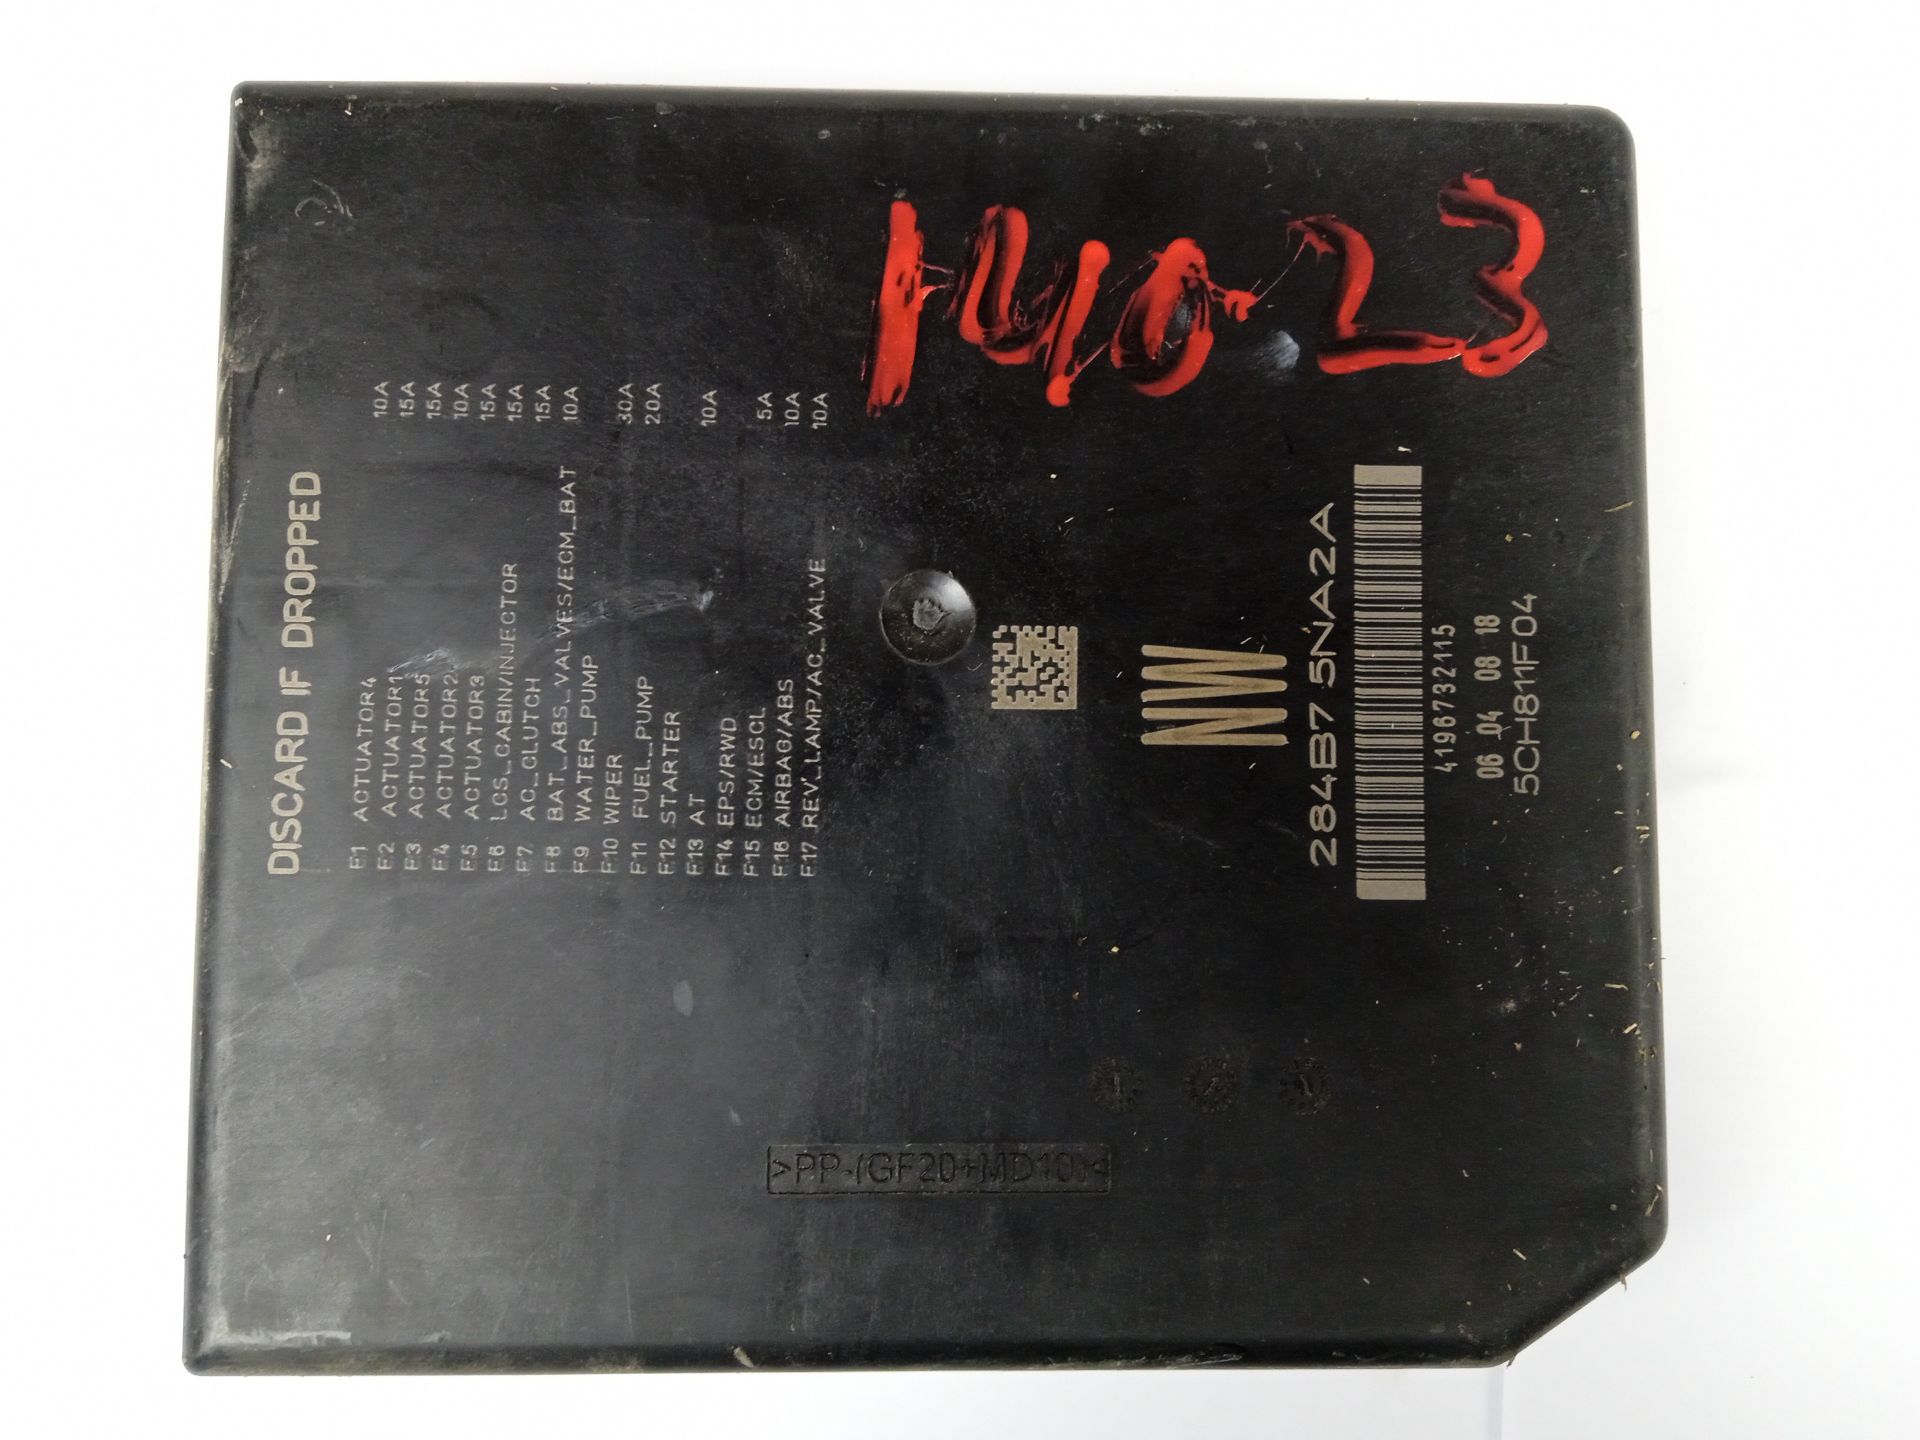 DISCARD IF DROPPED
F1 ACTUATOR4 10A
F2 ACTUATOR1 15A
F3 ACTUATOR5 15A
F4 ACTUATOR2 10A
F5 ACTUATOR3 15A
F6 LCS_CABIN/INJECTOR 15A
F7 AC_CLUTCH 15A
F8 BAT_ABS_VALVES/ECM_BAT 10A
F9 WATER_PUMP
F10 WIPER 30A
F11 FUEL_PUMP 20A
F12 STARTER
F13 AT 10A
F14 EPS/RWD
F15 ECM/ESCL 5A
F16 AIRBAG/ABS 10A
F17 REV_LAMP/AC_VALVE 10A
14023
NW
284B7 5NA2A
4196732115
06 04 08 18
5CH811F04
>PP-(GF20+MD10)<